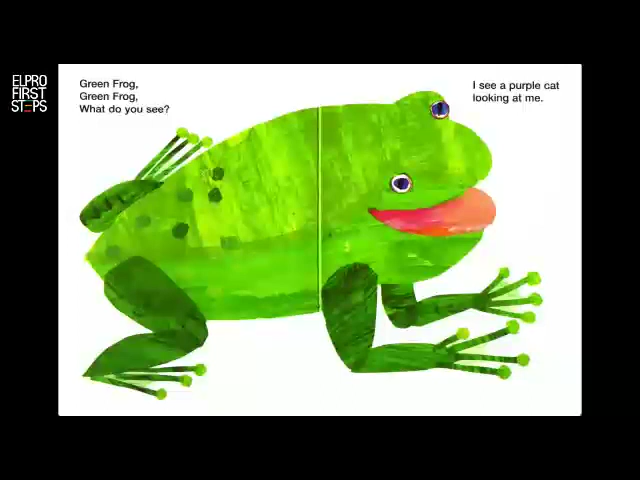 ELPRO
FIRST
STEPS
Green Frog,
Green Frog,
What do you see?
I see a purple cat
looking at me.